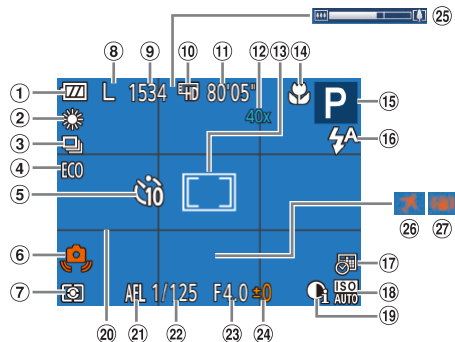 ㉕
⑧ ⑨ ⑩ ⑪ ⑫ ⑬ ⑭
① L 1534 HD 80'05" P ⑮
40x
②
③ A ⑯
④ ECO
⑤ 10
㉖ ㉗
⑥ ⑰
⑦ AEL 1/125 F4.0 ±0 i ISO AUTO ⑱
⑳ ㉑ ㉒ ㉓ ㉔ ⑲